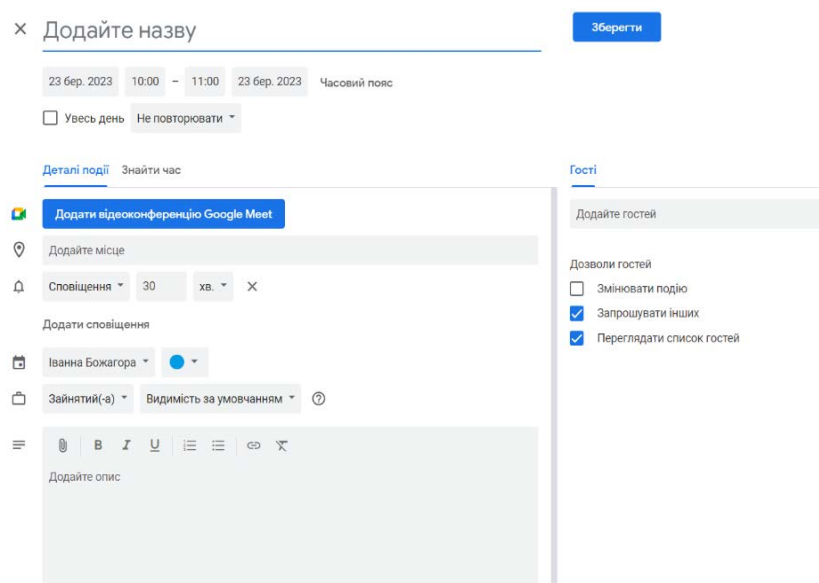 Додайте назву
Зберегти
23 бер. 2023 10:00 – 11:00 23 бер. 2023 Часовий пояс
Увесь день Не повторювати
Деталі події Знайти час
Гості
Додати відеоконференцію Google Meet
Додайте гостей
Додайте місце
Дозволи гостей
Сповіщення 30 хв.
Змінювати подію
Запрошувати інших
Додати сповіщення
Переглядати список гостей
Іванна Божагора
Зайнятий(-а) Видимість за умовчанням
B I U
Додайте опис